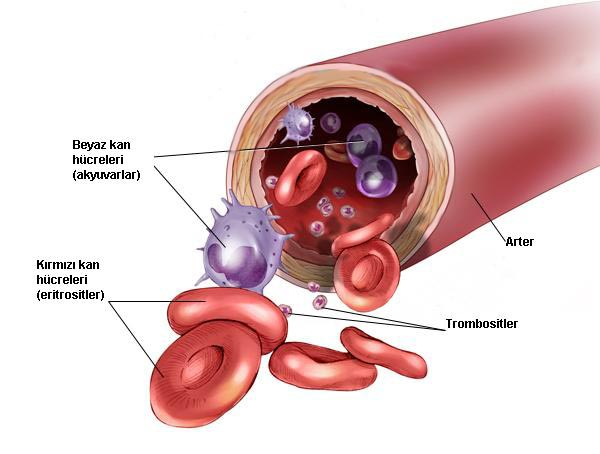 Beyaz kan
hücreleri
(akyuvarlar)
Kırmızı kan
hücreleri
(eritrositler)
Arter
Trombositler